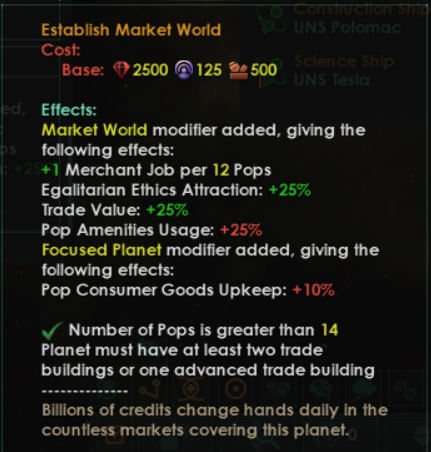 Construction Ship
UNS Potomac
Science Ship
UNS Tesla
Establish Market World
Cost:
Base: 2500 125 500
Effects:
Market World modifier added, giving the
following effects:
+1 Merchant Job per 12 Pops
Egalitarian Ethics Attraction: +25%
Trade Value: +25%
Pop Amenities Usage: +25%
Focused Planet modifier added, giving the
following effects:
Pop Consumer Goods Upkeep: +10%
Number of Pops is greater than 14
Planet must have at least two trade
buildings or one advanced trade building
--------------
Billions of credits change hands daily in the
countless markets covering this planet.